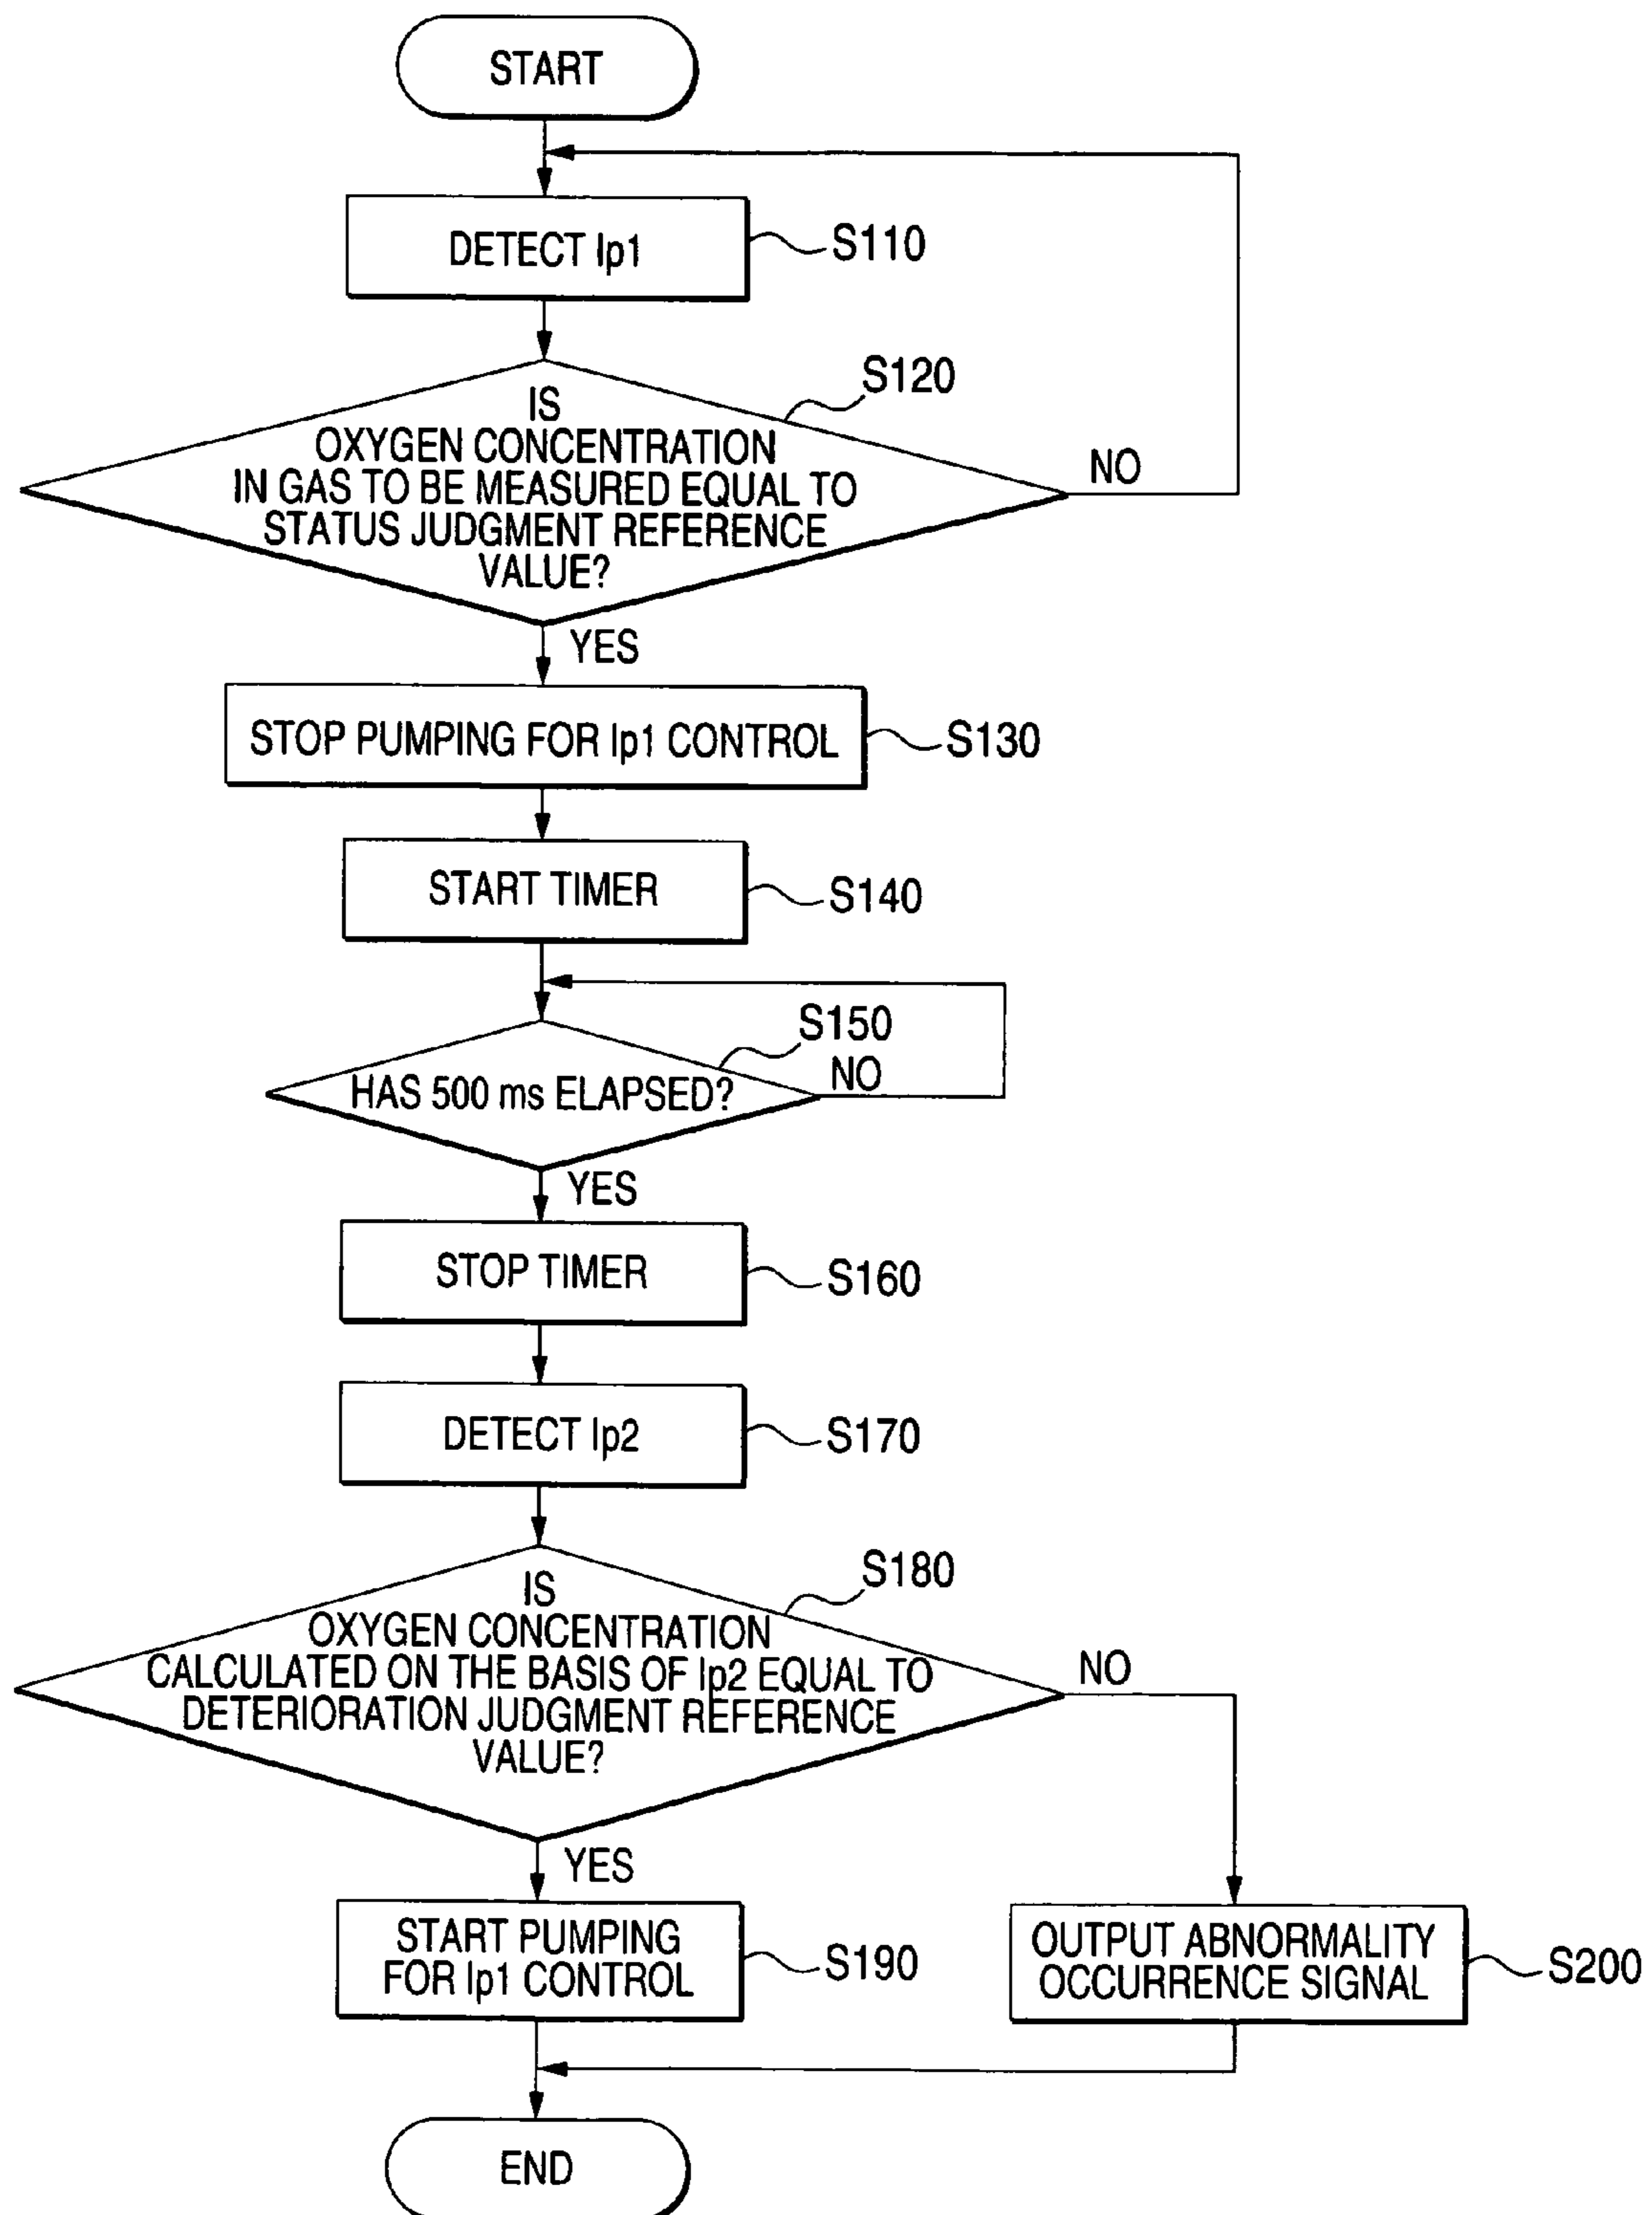 START
DETECT Ip1
S110
S120
IS
OXYGEN CONCENTRATION
IN GAS TO BE MEASURED EQUAL TO
STATUS JUDGMENT REFERENCE
VALUE?
NO
YES
STOP PUMPING FOR Ip1 CONTROL
S130
START TIMER
S140
S150
HAS 500 ms ELAPSED?
NO
YES
STOP TIMER
S160
DETECT Ip2
S170
S180
IS
OXYGEN CONCENTRATION
CALCULATED ON THE BASIS OF Ip2 EQUAL TO
DETERIORATION JUDGMENT REFERENCE
VALUE?
NO
YES
START PUMPING
FOR Ip1 CONTROL
S190
OUTPUT ABNORMALITY
OCCURRENCE SIGNAL
S200
END